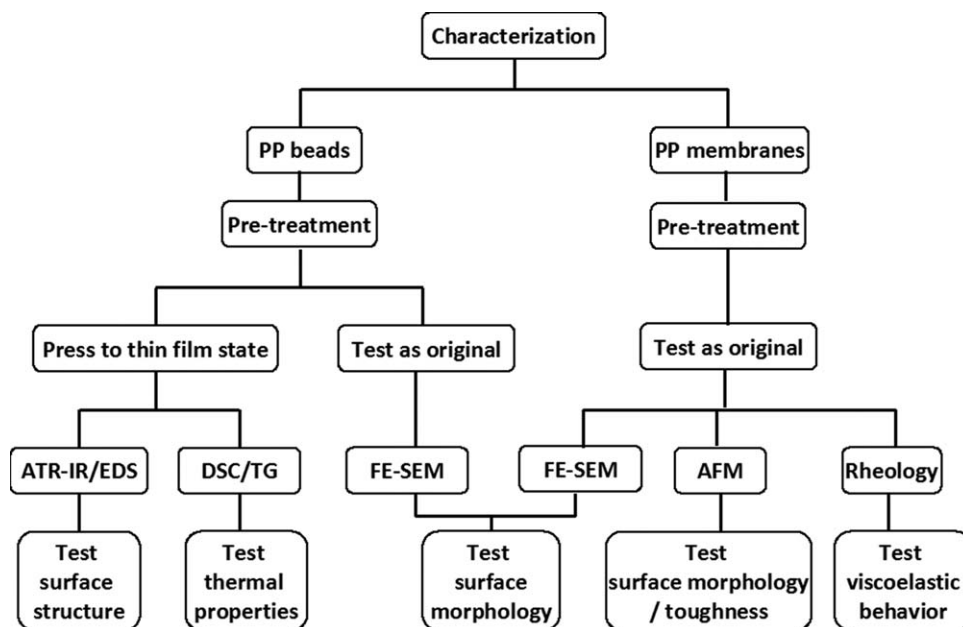 Characterization
PP beads
PP membranes
Pre-treatment
Pre-treatment
Press to thin film state
Test as original
Test as original
ATR-IR/EDS
DSC/TG
FE-SEM
FE-SEM
AFM
Rheology
Test
surface
structure
Test
thermal
properties
Test
surface
morphology
Test
surface morphology
/ toughness
Test
viscoelastic
behavior